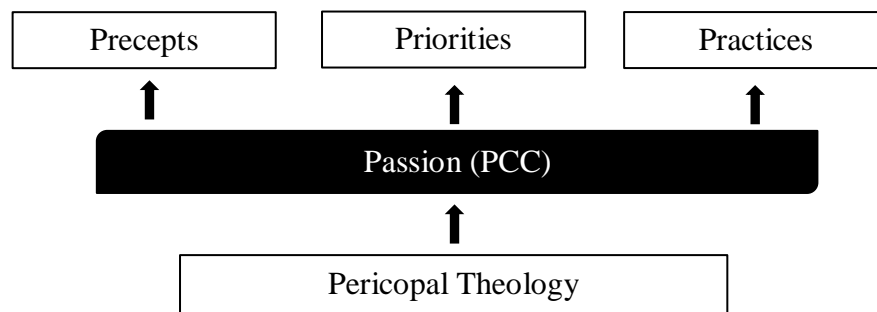 Precepts Priorities Practices
Passion (PCC)
Pericopal Theology